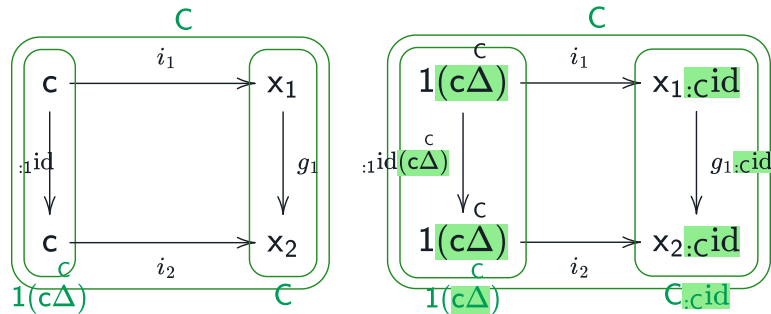 C C
i₁ i₁
c x₁ 1(cΔ) C x₁:Cid
:1id g₁ :1id(cΔ) C g₁:Cid
c x₂ 1(cΔ) C x₂:Cid
i₂ i₂
1(cΔ) C C 1(cΔ) C C:Cid